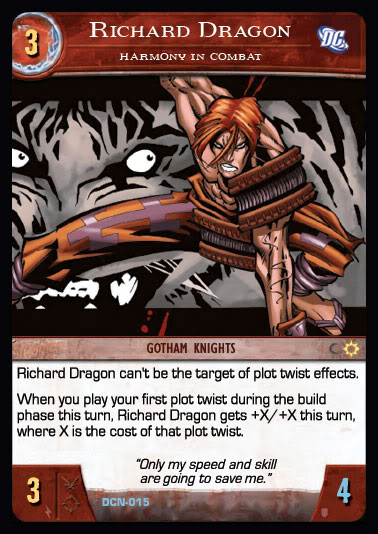 3
RICHARD DRAGON
DC
HARMONY IN COMBAT
GOTHAM KNIGHTS
C
Richard Dragon can't be the target of plot twist effects.
When you play your first plot twist during the build
phase this turn, Richard Dragon gets +X/+X this turn,
where X is the cost of that plot twist.
"Only my speed and skill
are going to save me."
3
DCN-015
4